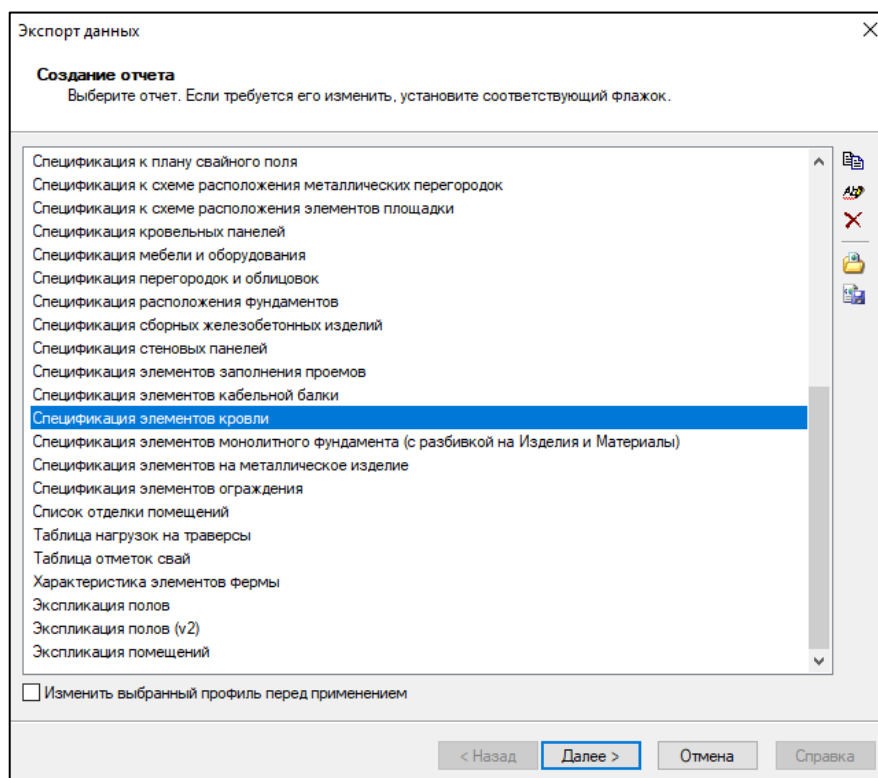 Экспорт данных
Создание отчета
Выберите отчет. Если требуется его изменить, установите соответствующий флажок.
Спецификация к плану свайного поля
Спецификация к схеме расположения металлических перегородок
Спецификация к схеме расположения элементов площадки
Спецификация кровельных панелей
Спецификация мебели и оборудования
Спецификация перегородок и облицовок
Спецификация расположения фундаментов
Спецификация сборных железобетонных изделий
Спецификация стеновых панелей
Спецификация элементов заполнения проемов
Спецификация элементов кабельной балки
Спецификация элементов кровли
Спецификация элементов монолитного фундамента (с разбивкой на Изделия и Материалы)
Спецификация элементов на металлическое изделие
Спецификация элементов ограждения
Список отделки помещений
Таблица нагрузок на траверсы
Таблица отметок свай
Характеристика элементов фермы
Экспликация полов
Экспликация полов (v2)
Экспликация помещений
Изменить выбранный профиль перед применением
< Назад Далее > Отмена Справка